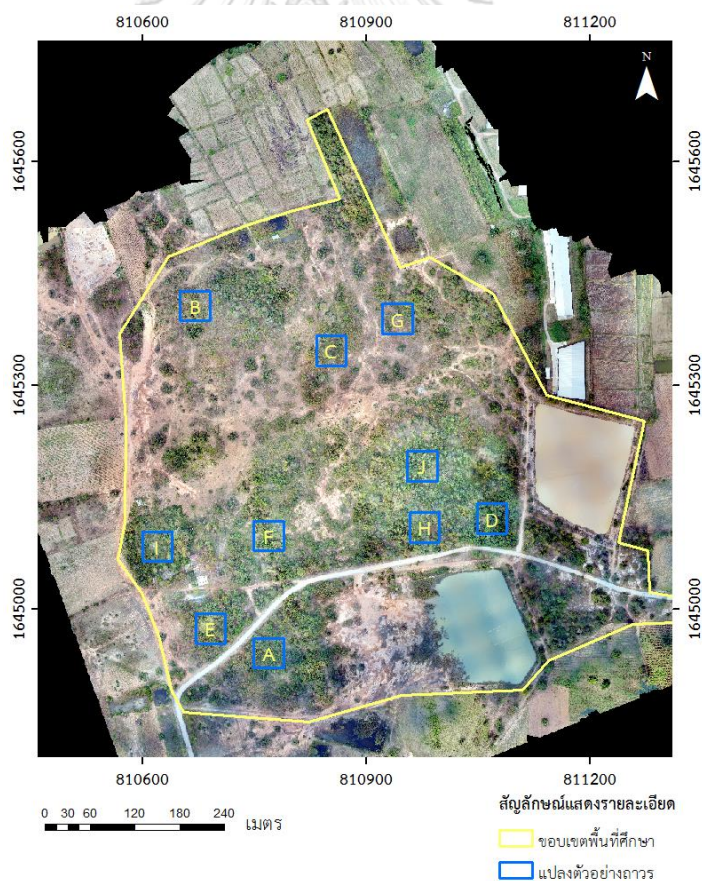 810600 810900 811200
N
1645600 1645600
B
G
C
1645300 1645300
J
H D
F
I
1645000 1645000
E
A
810600 810900 811200
สัญลักษณ์แสดงรายละเอียด
0 30 60 120 180 240 เมตร
ขอบเขตพื้นที่ศึกษา
แปลงตัวอย่างถาวร